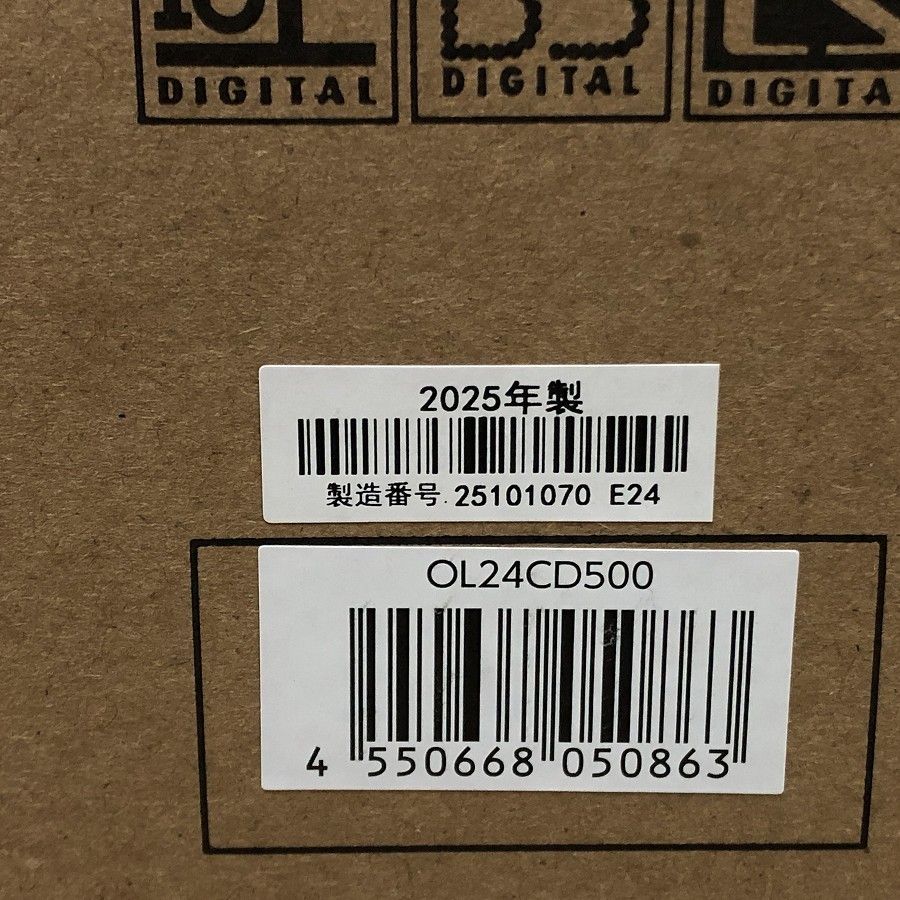 DIGITAL
DIGITAL
DIGITA
2025年製
製造番号. 25101070 E24
OL24CD500
4 550668 050863